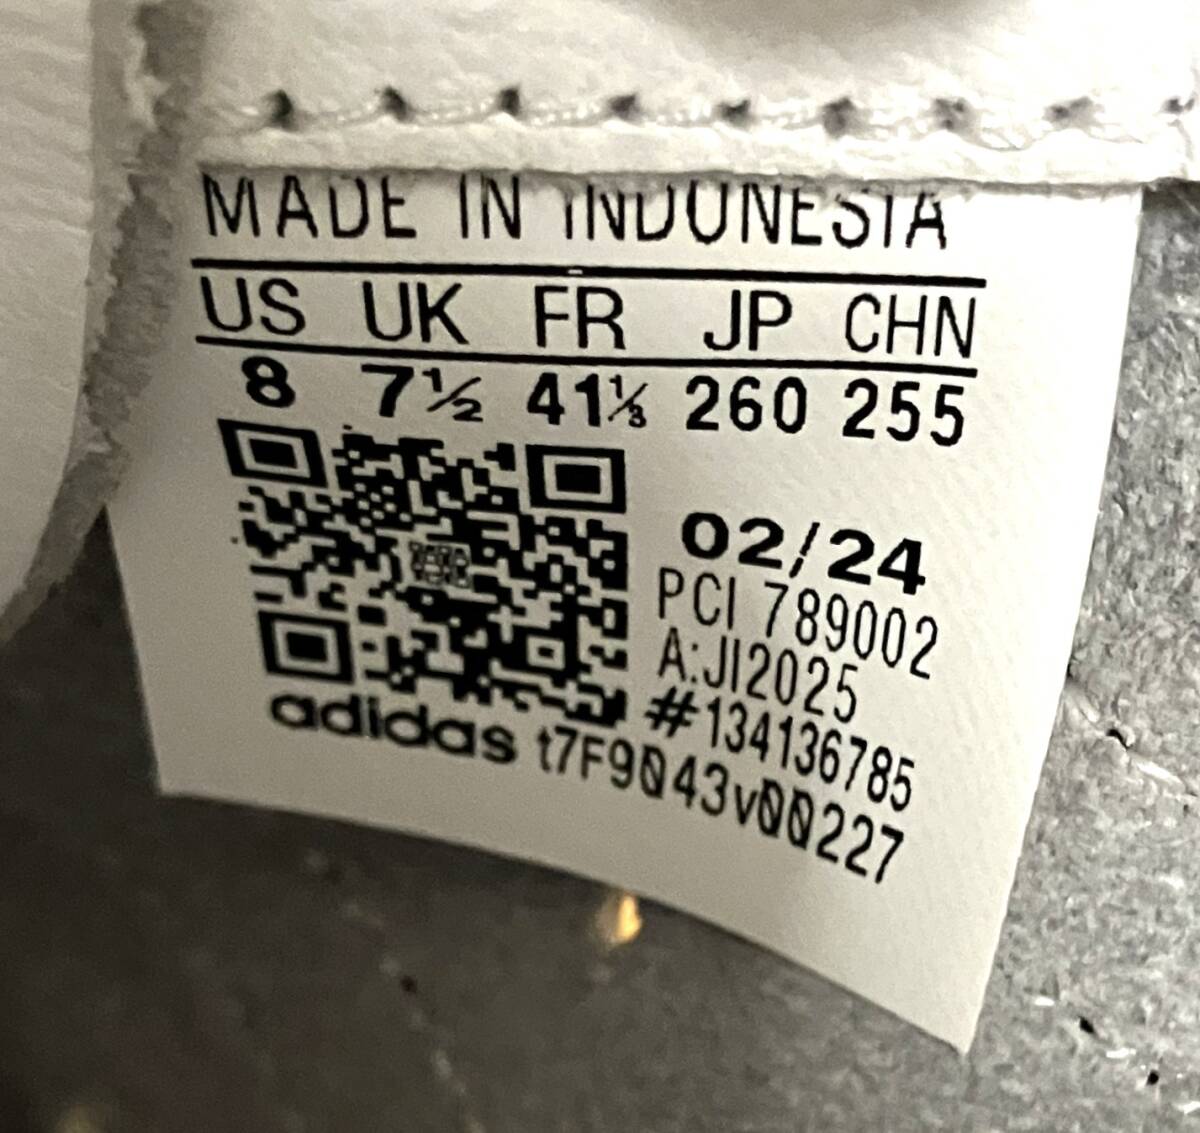 MADE IN INDONESIA
US UK FR JP CHN
8 7½ 41⅓ 260 255
02/24
PCI 789002
A:JI2025
#134136785
adidas t7F9043v00227